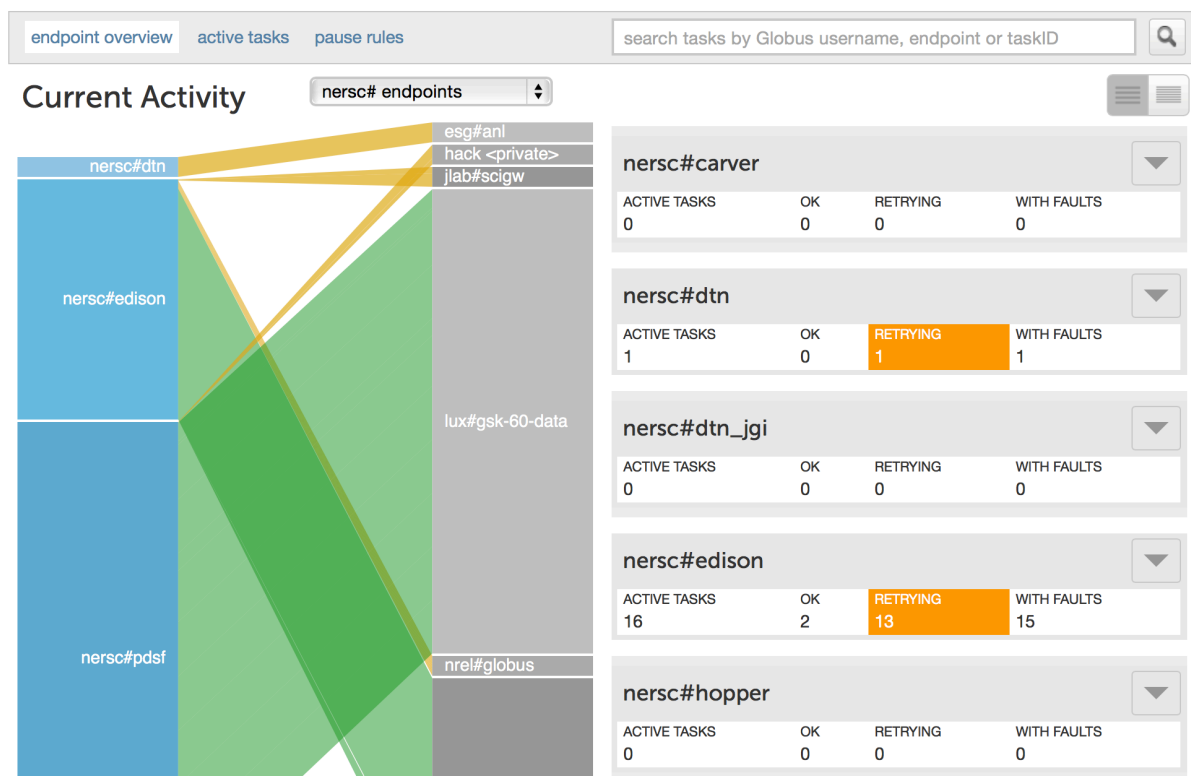 endpoint overview active tasks pause rules search tasks by Globus username, endpoint or taskID
Current Activity nersc# endpoints
esg#anl
hack <private>
jlab#scigw
nersc#dtn
nersc#edison
lux#gsk-60-data
nersc#pdsf
nrel#globus
nersc#carver
ACTIVE TASKS OK RETRYING WITH FAULTS
0 0 0 0
nersc#dtn
ACTIVE TASKS OK RETRYING WITH FAULTS
1 0 1 1
nersc#dtn_jgi
ACTIVE TASKS OK RETRYING WITH FAULTS
0 0 0 0
nersc#edison
ACTIVE TASKS OK RETRYING WITH FAULTS
16 2 13 15
nersc#hopper
ACTIVE TASKS OK RETRYING WITH FAULTS
0 0 0 0